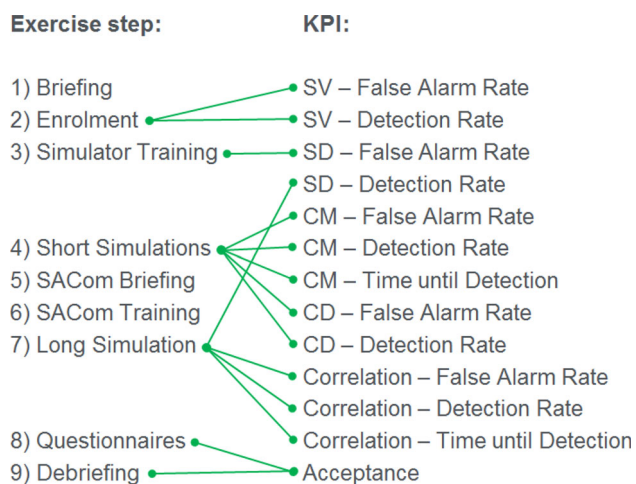 Exercise step: KPI:
1) Briefing SV – False Alarm Rate
2) Enrolment SV – Detection Rate
3) Simulator Training SD – False Alarm Rate
SD – Detection Rate
CM – False Alarm Rate
4) Short Simulations CM – Detection Rate
5) SACom Briefing CM – Time until Detection
6) SACom Training CD – False Alarm Rate
7) Long Simulation CD – Detection Rate
Correlation – False Alarm Rate
Correlation – Detection Rate
8) Questionnaires Correlation – Time until Detection
9) Debriefing Acceptance